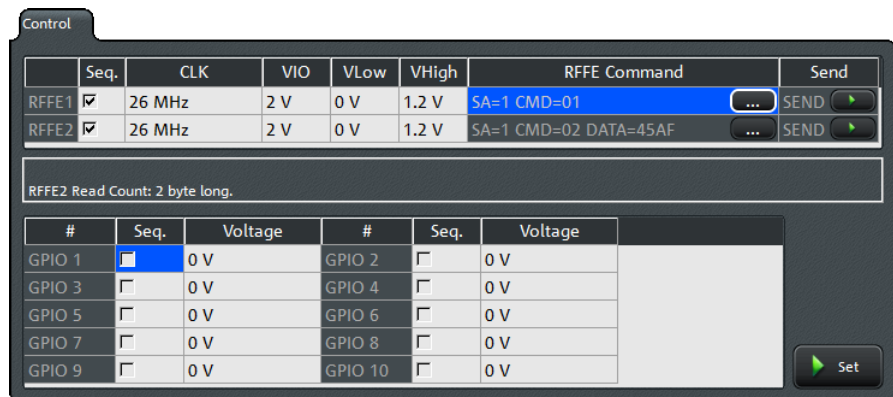 Control
Seq. CLK VIO VLow VHigh RFFE Command Send
RFFE1 26 MHz 2 V 0 V 1.2 V SA=1 CMD=01 ... SEND
RFFE2 26 MHz 2 V 0 V 1.2 V SA=1 CMD=02 DATA=45AF ... SEND
RFFE2 Read Count: 2 byte long.
# Seq. Voltage # Seq. Voltage
GPIO 1 0 V GPIO 2 0 V
GPIO 3 0 V GPIO 4 0 V
GPIO 5 0 V GPIO 6 0 V
GPIO 7 0 V GPIO 8 0 V
GPIO 9 0 V GPIO 10 0 V
Set